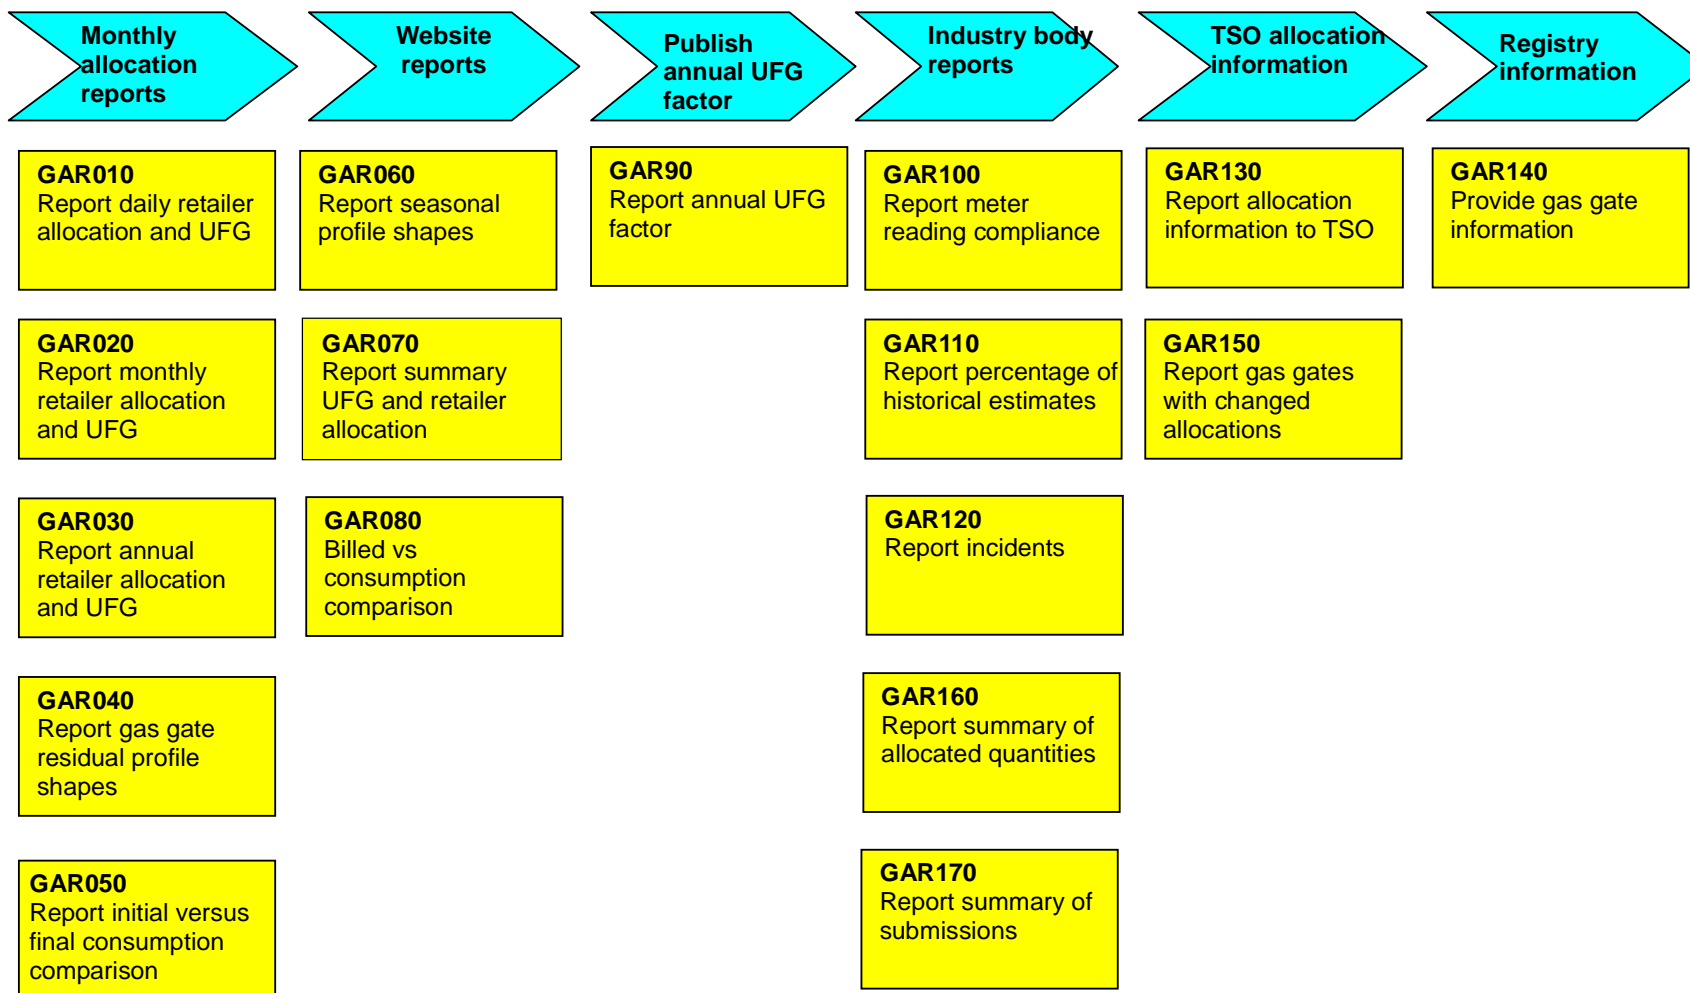 Monthly
allocation
reports
Website
reports
Publish
annual UFG
factor
Industry body
reports
TSO allocation
information
Registry
information
GAR010
Report daily retailer
allocation and UFG
GAR060
Report seasonal
profile shapes
GAR90
Report annual UFG
factor
GAR100
Report meter
reading compliance
GAR130
Report allocation
information to TSO
GAR140
Provide gas gate
information
GAR020
Report monthly
retailer allocation
and UFG
GAR070
Report summary
UFG and retailer
allocation
GAR110
Report percentage of
historical estimates
GAR150
Report gas gates
with changed
allocations
GAR030
Report annual
retailer allocation
and UFG
GAR080
Billed vs
consumption
comparison
GAR120
Report incidents
GAR040
Report gas gate
residual profile
shapes
GAR160
Report summary of
allocated quantities
GAR050
Report initial versus
final consumption
comparison
GAR170
Report summary of
submissions